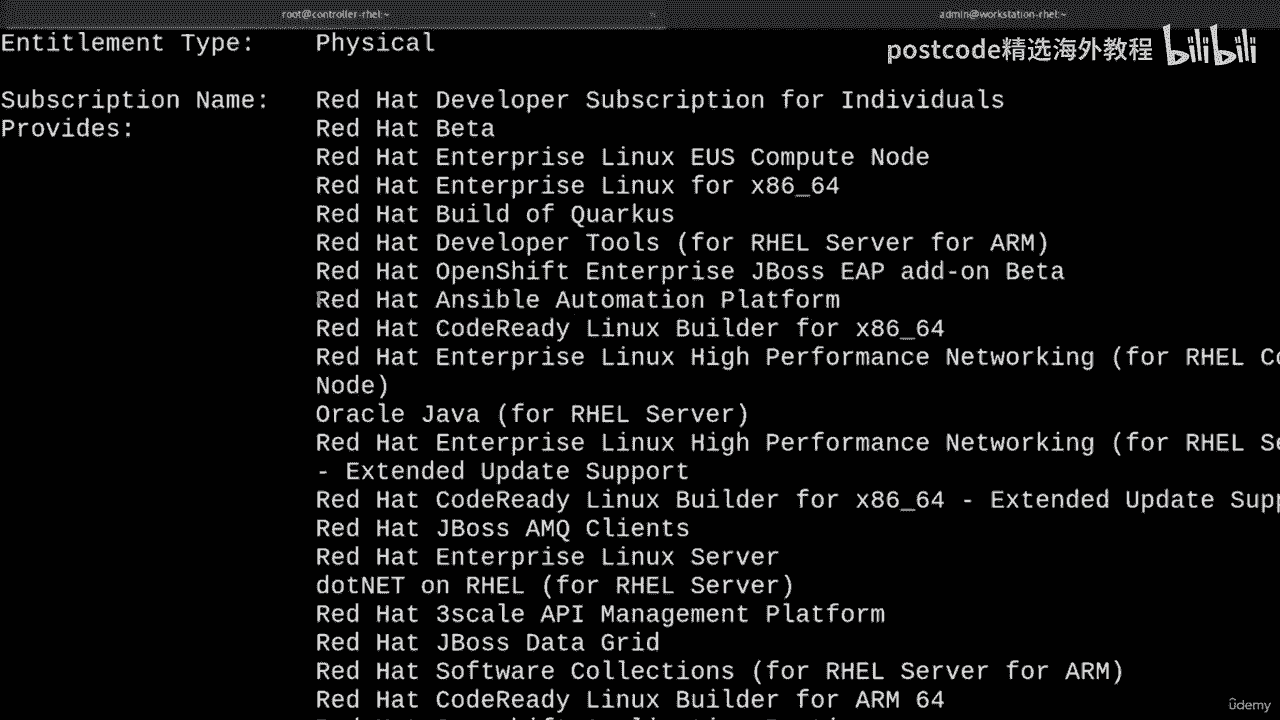 root@controller-rhel:~
admin@workstation-rhel:~
Entitlement Type: Physical
postcode精选海外教程 bilibili
Subscription Name: Red Hat Developer Subscription for Individuals
Provides: Red Hat Beta
Red Hat Enterprise Linux EUS Compute Node
Red Hat Enterprise Linux for x86_64
Red Hat Build of Quarkus
Red Hat Developer Tools (for RHEL Server for ARM)
Red Hat OpenShift Enterprise JBoss EAP add-on Beta
Red Hat Ansible Automation Platform
Red Hat CodeReady Linux Builder for x86_64
Red Hat Enterprise Linux High Performance Networking (for RHEL Co
Node)
Oracle Java (for RHEL Server)
Red Hat Enterprise Linux High Performance Networking (for RHEL Se
- Extended Update Support
Red Hat CodeReady Linux Builder for x86_64 - Extended Update Supp
Red Hat JBoss AMQ Clients
Red Hat Enterprise Linux Server
dotNET on RHEL (for RHEL Server)
Red Hat 3scale API Management Platform
Red Hat JBoss Data Grid
Red Hat Software Collections (for RHEL Server for ARM)
Red Hat CodeReady Linux Builder for ARM 64
ûdemy